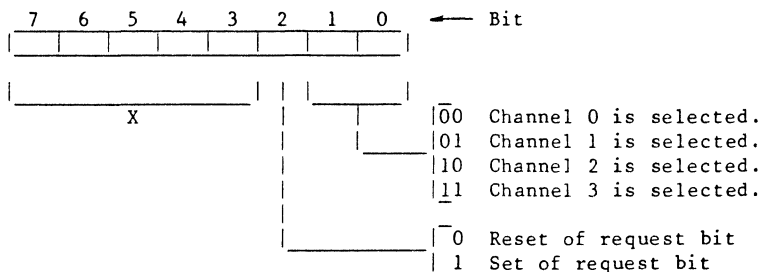 7 6 5 4 3 2 1 0 Bit
X
00 Channel 0 is selected.
01 Channel 1 is selected.
10 Channel 2 is selected.
11 Channel 3 is selected.
0 Reset of request bit
1 Set of request bit